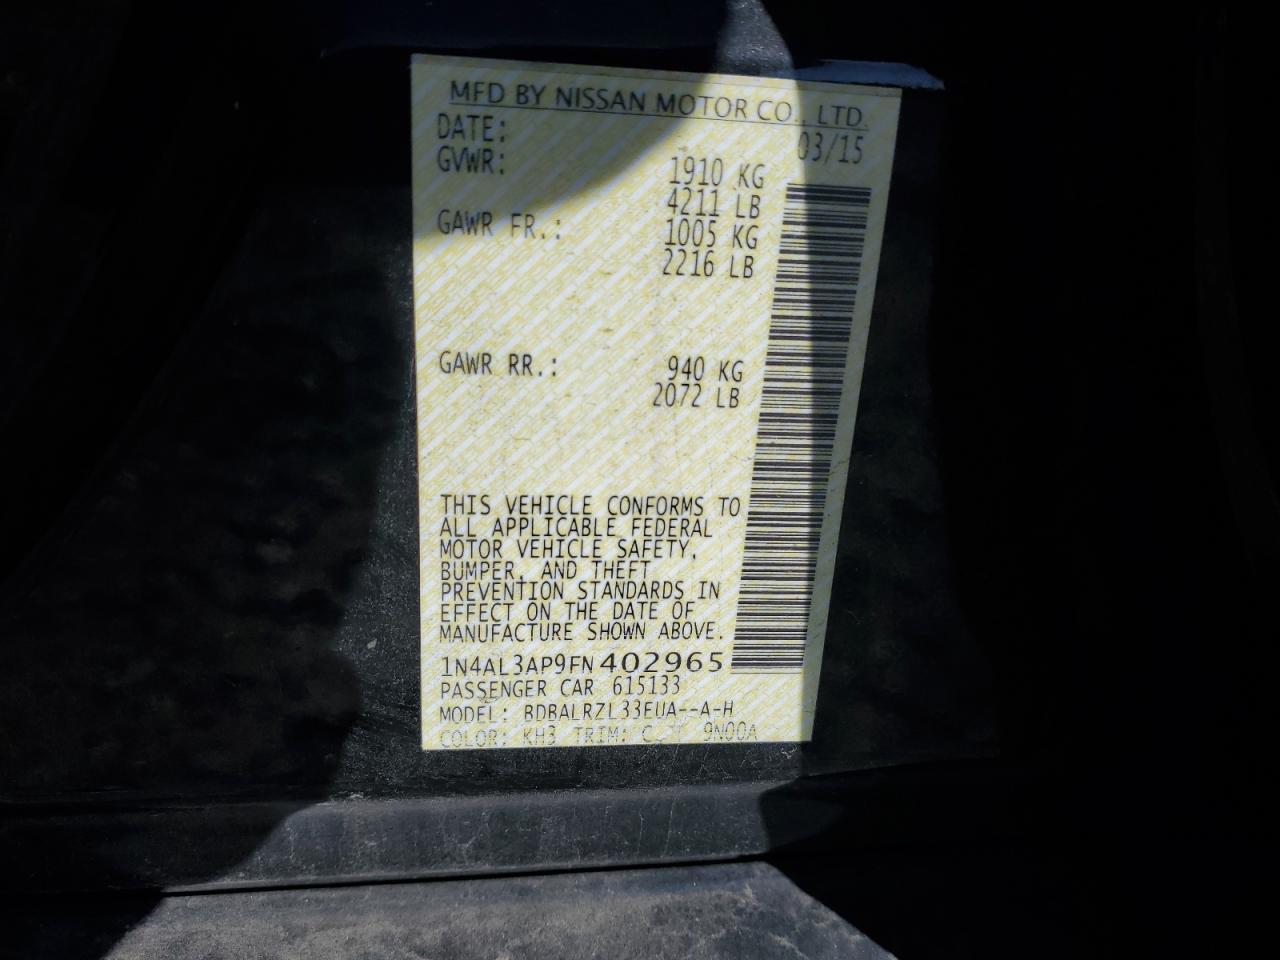 MFD BY NISSAN MOTOR CO., LTD.
DATE: 03/15
GVWR: 1910 KG
4211 LB
GAWR FR.: 1005 KG
2216 LB
GAWR RR.: 940 KG
2072 LB
THIS VEHICLE CONFORMS TO
ALL APPLICABLE FEDERAL
MOTOR VEHICLE SAFETY,
BUMPER, AND THEFT
PREVENTION STANDARDS IN
EFFECT ON THE DATE OF
MANUFACTURE SHOWN ABOVE.
1N4AL3AP9FN402965
PASSENGER CAR 615133
MODEL: BDBALRZL33EUA--A-H
COLOR: KH3 TRIM: 9N00A